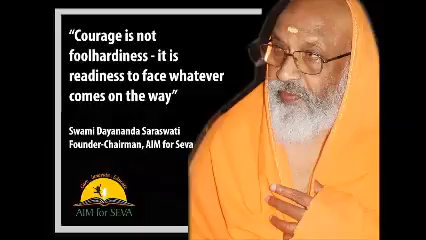 “Courage is not
foolhardiness - it is
readiness to face whatever
comes on the way”
Swami Dayananda Saraswati
Founder-Chairman, AIM for Seva
AIM for SEVA